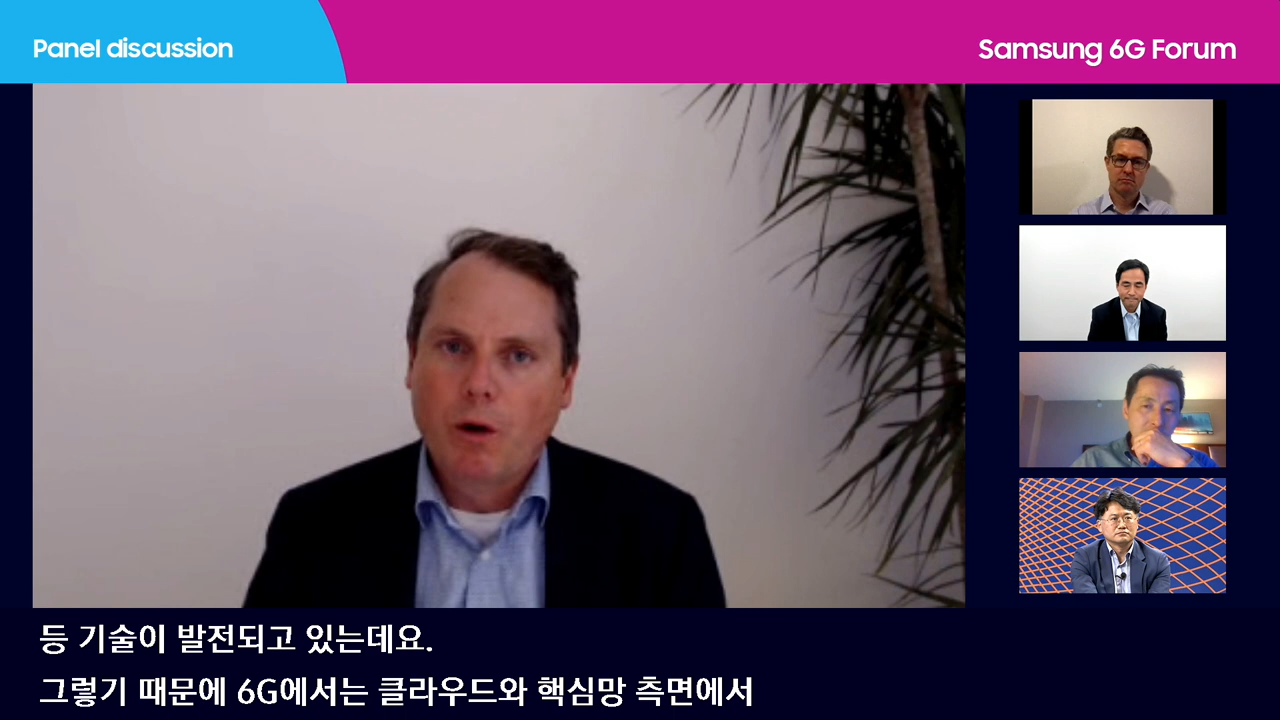 Panel discussion
Samsung 6G Forum
등 기술이 발전되고 있는데요.
그렇기 때문에 6G에서는 클라우드와 핵심망 측면에서